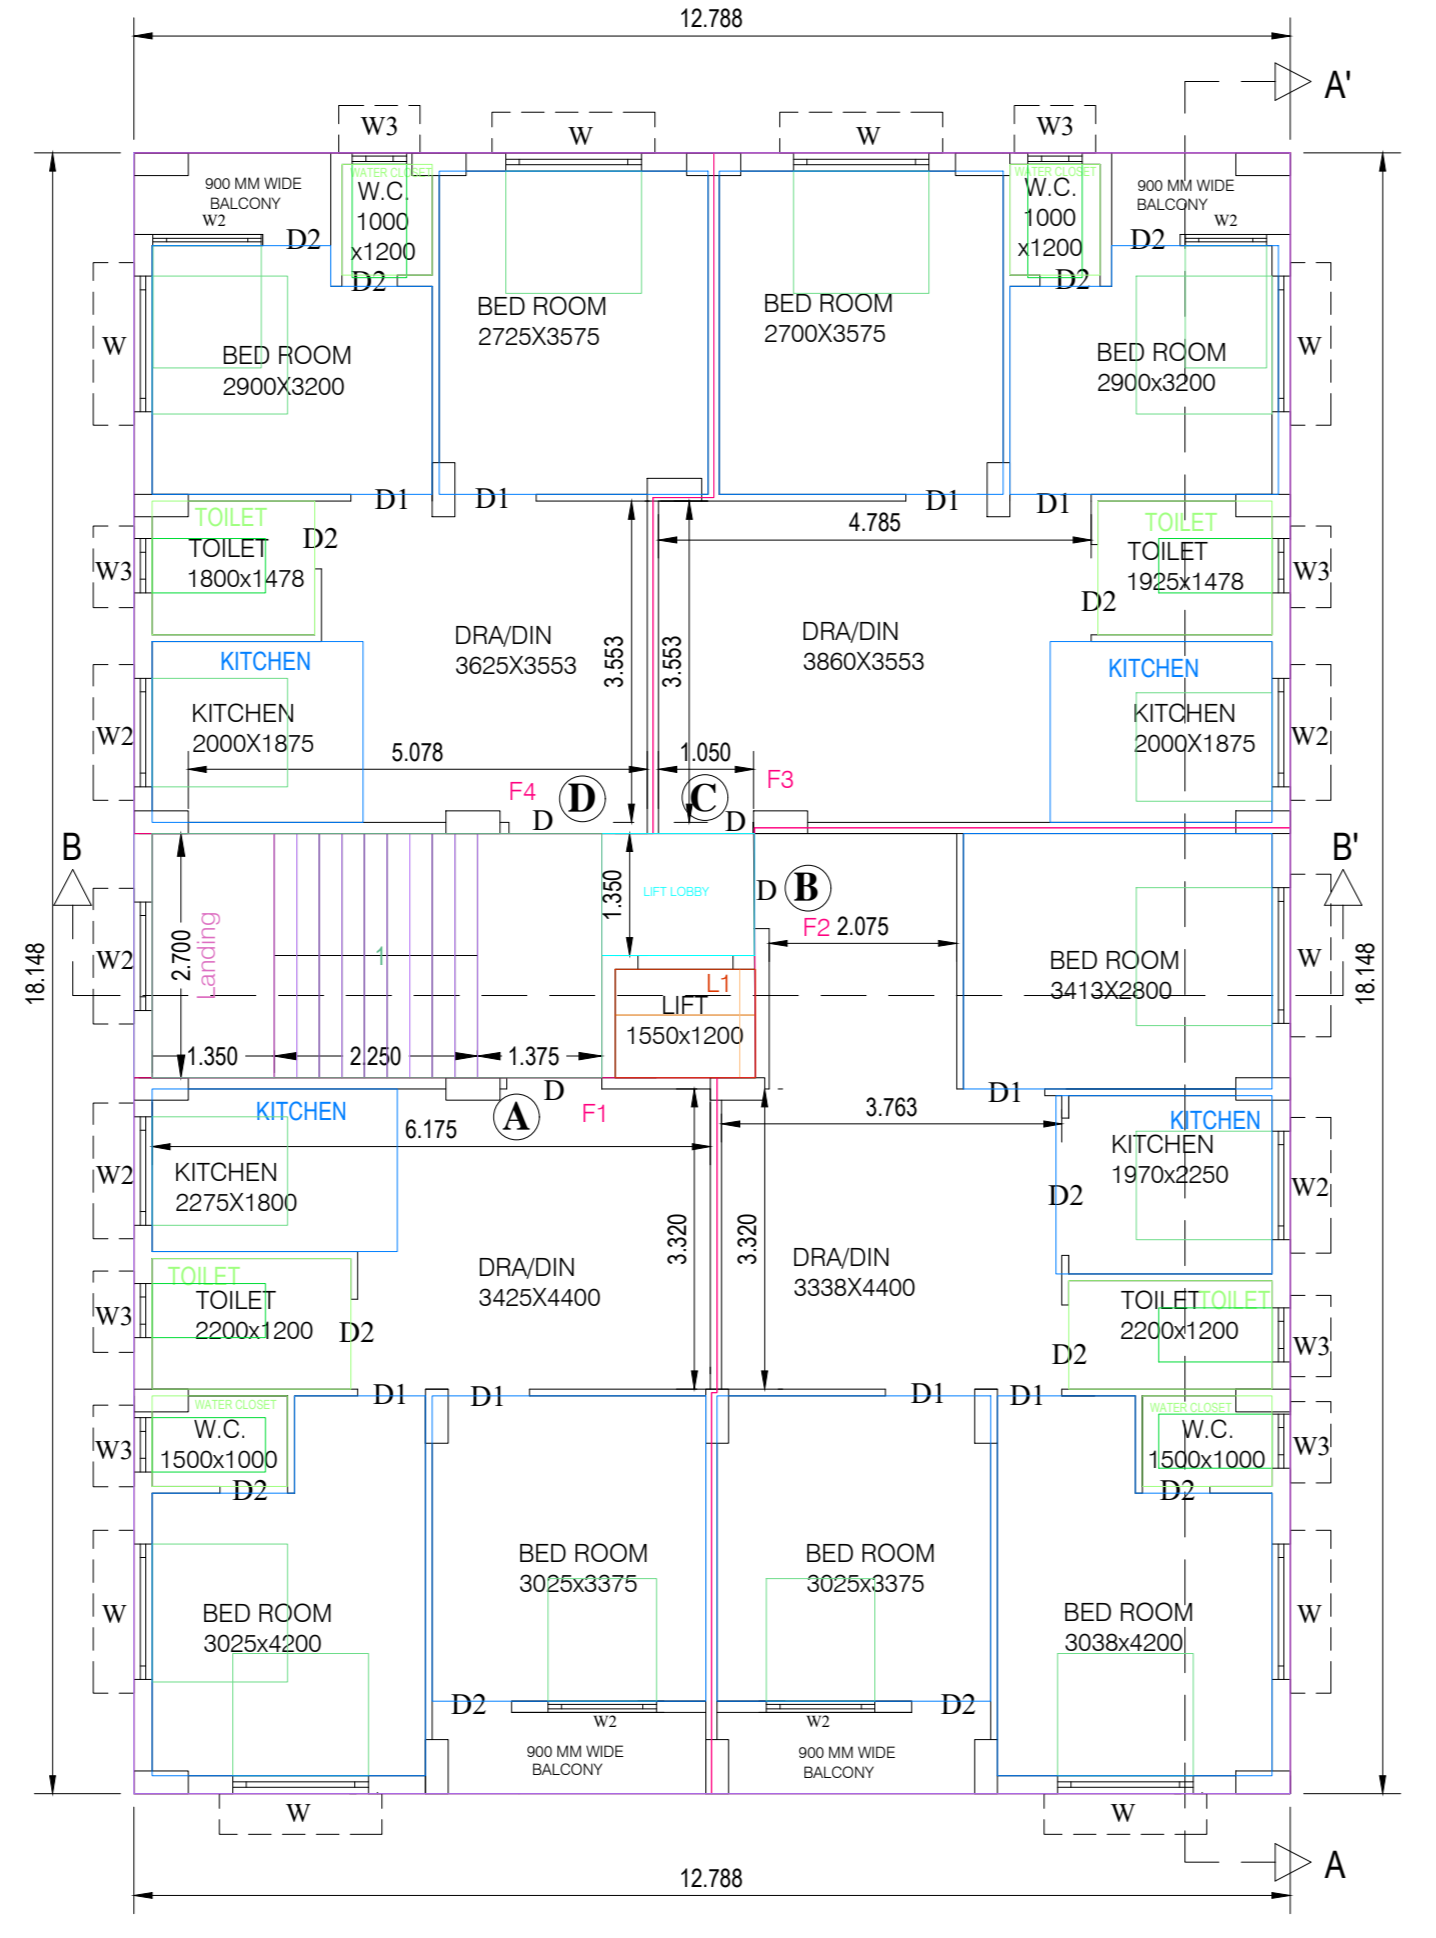 12.788
A'
W3
W
W
W3
900 MM WIDE
BALCONY
W2
D2
WATER CLOSET
W.C.
1000
x1200
D2
WATER CLOSET
W.C.
1000
x1200
D2
900 MM WIDE
BALCONY
W2
D2
W
BED ROOM
2900X3200
BED ROOM
2725X3575
BED ROOM
2700X3575
BED ROOM
2900x3200
W
D1
D1
D1
D1
TOILET
TOILET
1800x1478
D2
W3
4.785
TOILET
TOILET
1925x1478
D2
W3
KITCHEN
KITCHEN
2000X1875
W2
DRA/DIN
3625X3553
3.553
3.553
DRA/DIN
3860X3553
KITCHEN
KITCHEN
2000X1875
W2
5.078
1.050
F4
D
D
C
D
F3
B
B'
18.148
W2
2.700
Landing
1
1.350
LIFT LOBBY
D
B
F2
2.075
BED ROOM
3413X2800
W
18.148
L1
LIFT
1550x1200
1.350
2.250
1.375
D
A
F1
D1
KITCHEN
6.175
KITCHEN
2275X1800
W2
3.763
KITCHEN
KITCHEN
1970x2250
D2
W2
3.320
3.320
DRA/DIN
3425X4400
DRA/DIN
3338X4400
TOILET
TOILET
2200x1200
D2
W3
TOILET
TOILET
2200x1200
D2
W3
D1
D1
D1
D1
WATER CLOSET
W.C.
1500x1000
D2
W3
WATER CLOSET
W.C.
1500x1000
D2
W3
BED ROOM
3025x3375
BED ROOM
3025x3375
W
BED ROOM
3025x4200
BED ROOM
3038x4200
W
D2
W2
W2
D2
900 MM WIDE
BALCONY
900 MM WIDE
BALCONY
W
W
A
12.788